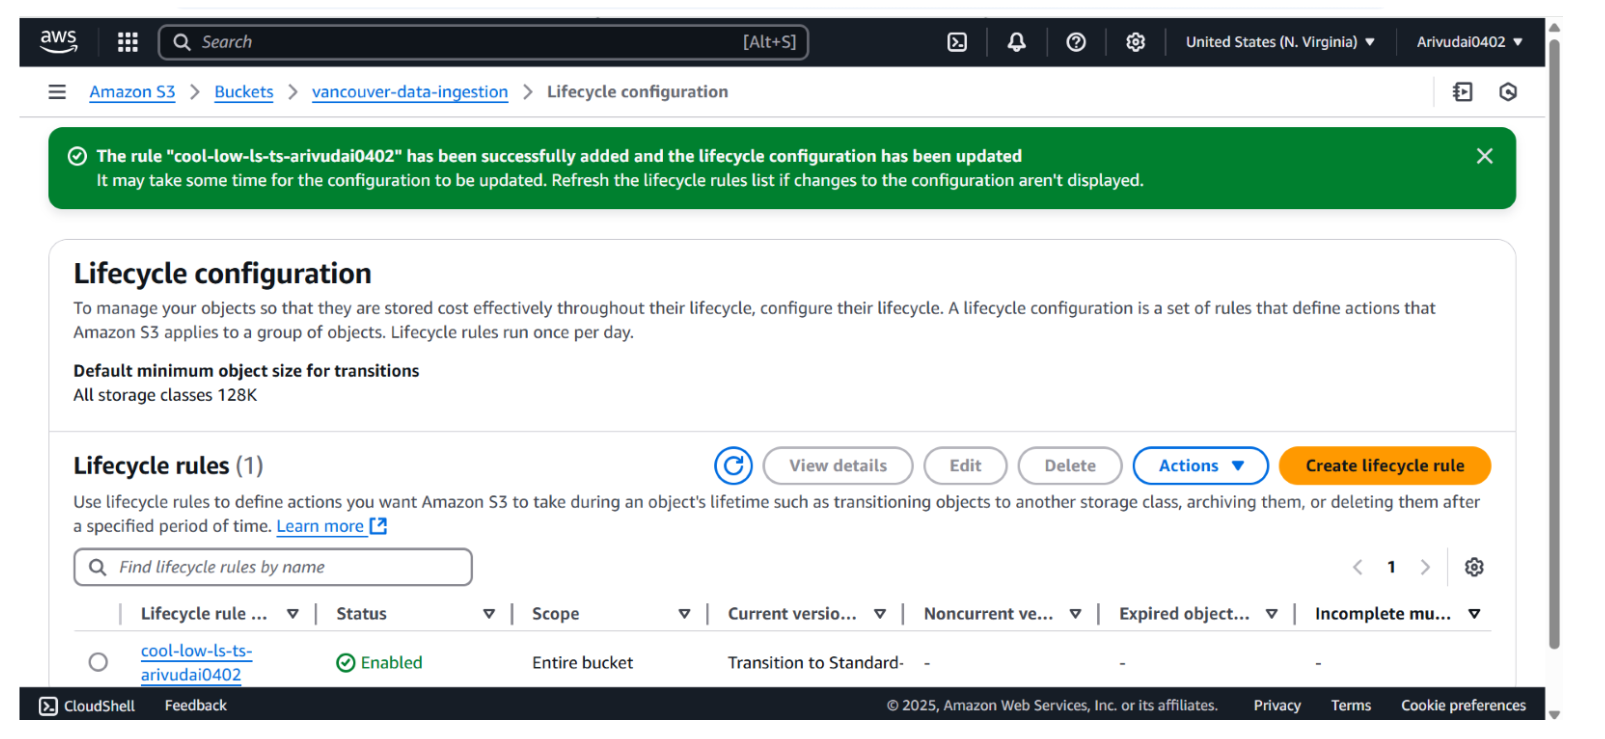 aws
Search [Alt+S] United States (N. Virginia) Arivudai0402
Amazon S3 > Buckets > vancouver-data-ingestion > Lifecycle configuration
The rule "cool-low-ls-ts-arivudai0402" has been successfully added and the lifecycle configuration has been updated
It may take some time for the configuration to be updated. Refresh the lifecycle rules list if changes to the configuration aren't displayed.
Lifecycle configuration
To manage your objects so that they are stored cost effectively throughout their lifecycle, configure their lifecycle. A lifecycle configuration is a set of rules that define actions that
Amazon S3 applies to a group of objects. Lifecycle rules run once per day.
Default minimum object size for transitions
All storage classes 128K
Lifecycle rules (1) View details Edit Delete Actions Create lifecycle rule
Use lifecycle rules to define actions you want Amazon S3 to take during an object's lifetime such as transitioning objects to another storage class, archiving them, or deleting them after
a specified period of time. Learn more
Find lifecycle rules by name < 1 >
Lifecycle rule ... Status Scope Current versio... Noncurrent ve... Expired object... Incomplete mu...
cool-low-ls-ts-
arivudai0402 Enabled Entire bucket Transition to Standard- - - -
CloudShell Feedback © 2025, Amazon Web Services, Inc. or its affiliates. Privacy Terms Cookie preferences